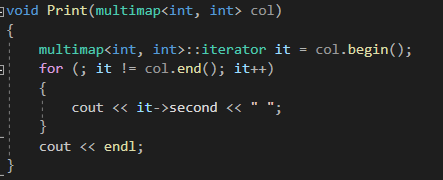 void Print(multimap<int, int> col)
{
    multimap<int, int>::iterator it = col.begin();
    for (; it != col.end(); it++)
    {
        cout << it->second << " ";
    }
    cout << endl;
}